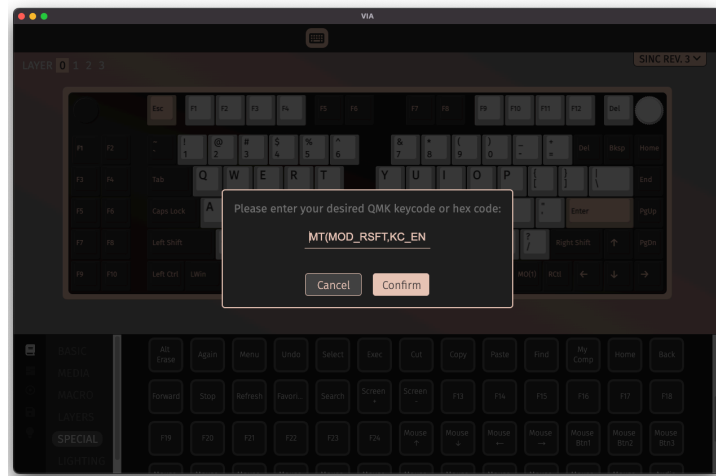 VIA
LAYER 0 1 2 3
SINC REV. 3
Esc F1 F2 F3 F4 F5 F6 F7 F8 F9 F10 F11 F12 Del
F1 F2 ! 1 @ 2 # 3 $ 4 % 5 ^ 6 & 7 * 8 ( 9 ) 0 _ - + = Del Bksp Home
F3 F4 Tab Q W E R T Y U I O P { [ } ] | \ End
F5 F6 Caps Lock A Enter PgUp
F7 F8 Left Shift ? / Right Shift ↑ PgDn
F9 F10 Left Ctrl LWin MO(1) RCtl ← ↓ →
Please enter your desired QMK keycode or hex code:
MT(MOD_RSFT,KC_EN
Cancel Confirm
BASIC
MEDIA
MACRO
LAYERS
SPECIAL
LIGHTING
Alt Erase Again Menu Undo Select Exec Cut Copy Paste Find My Comp Home Back
Forward Stop Refresh Favori... Search Screen + Screen - F13 F14 F15 F16 F17 F18
F19 F20 F21 F22 F23 F24 Mouse ↑ Mouse ↓ Mouse ← Mouse → Mouse Btn1 Mouse Btn2 Mouse Btn3